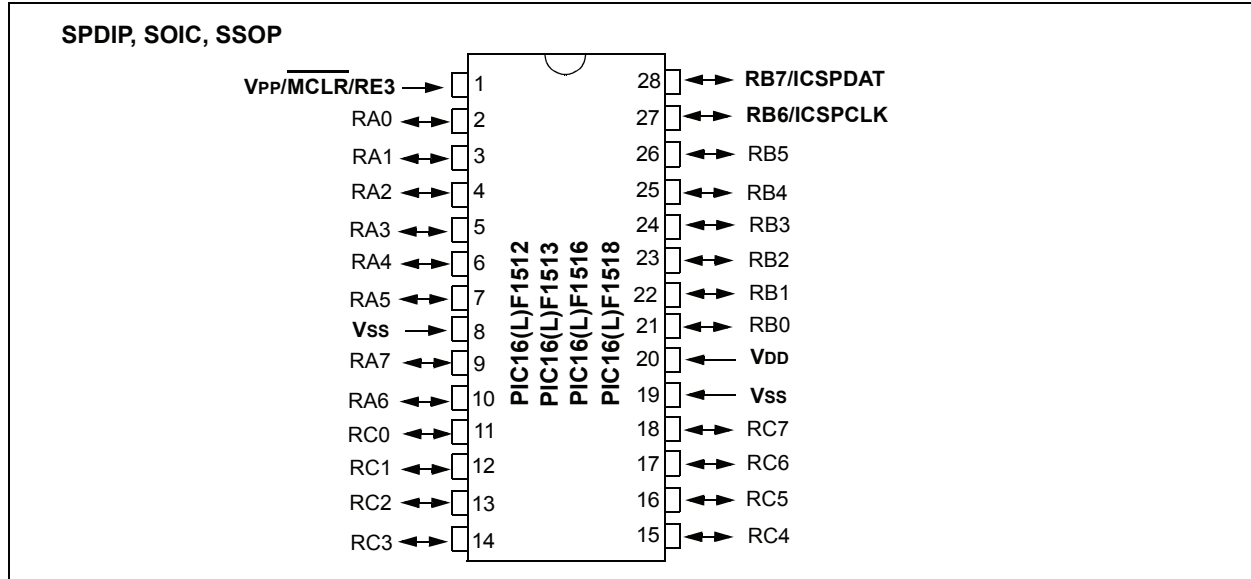 SPDIP, SOIC, SSOP
VPP/MCLR/RE3 1 28 RB7/ICSPDAT
RA0 2 27 RB6/ICSPCLK
RA1 3 26 RB5
RA2 4 25 RB4
RA3 5 24 RB3
RA4 6 23 RB2
RA5 7 22 RB1
VSS 8 21 RB0
RA7 9 20 VDD
RA6 10 19 VSS
RC0 11 18 RC7
RC1 12 17 RC6
RC2 13 16 RC5
RC3 14 15 RC4
PIC16(L)F1512
PIC16(L)F1513
PIC16(L)F1516
PIC16(L)F1518